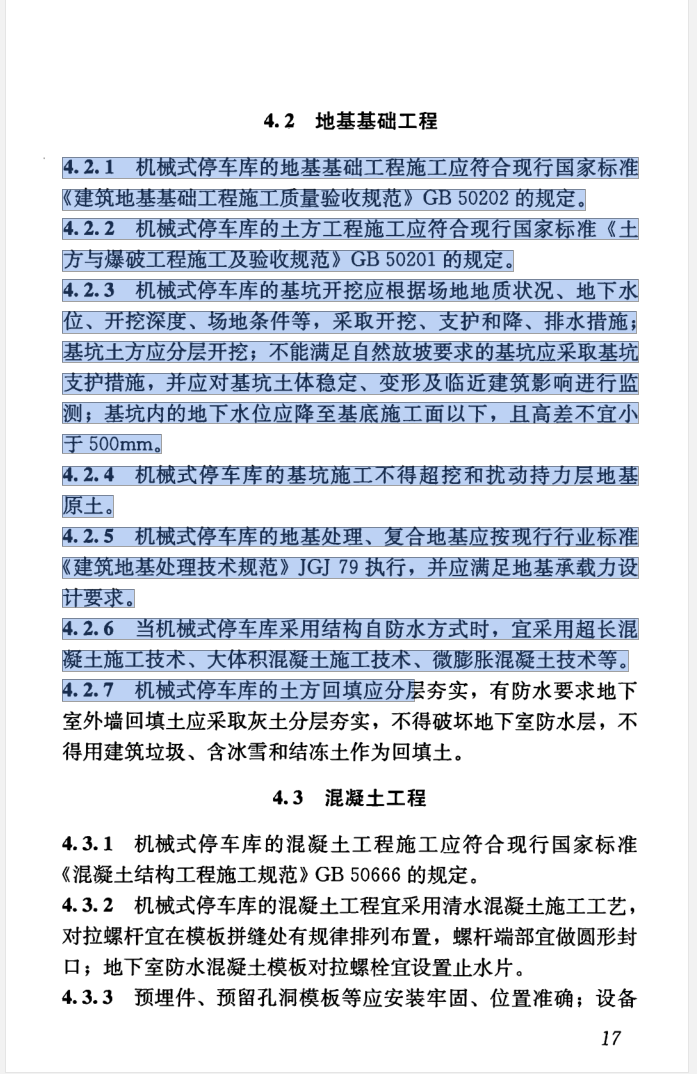 4.2 地基基础工程
4.2.1 机械式停车库的地基基础工程施工应符合现行国家标准
《建筑地基基础工程施工质量验收规范》GB 50202 的规定。
4.2.2 机械式停车库的土方工程施工应符合现行国家标准《土
方与爆破工程施工及验收规范》GB 50201 的规定。
4.2.3 机械式停车库的基坑开挖应根据场地地质状况、地下水
位、开挖深度、场地条件等，采取开挖、支护和降、排水措施；
基坑土方应分层开挖；不能满足自然放坡要求的基坑应采取基坑
支护措施，并应对基坑土体稳定、变形及临近建筑影响进行监
测；基坑内的地下水位应降至基底施工面以下，且高差不宜小
于 500mm。
4.2.4 机械式停车库的基坑施工不得超挖和扰动持力层地基
原土。
4.2.5 机械式停车库的地基处理、复合地基应按现行行业标准
《建筑地基处理技术规范》JGJ 79 执行，并应满足地基承载力设
计要求。
4.2.6 当机械式停车库采用结构自防水方式时，宜采用超长混
凝土施工技术、大体积混凝土施工技术、微膨胀混凝土技术等。
4.2.7 机械式停车库的土方回填应分层夯实，有防水要求地下
室外墙回填土应采取灰土分层夯实，不得破坏地下室防水层，不
得用建筑垃圾、含冰雪和结冻土作为回填土。
4.3 混凝土工程
4.3.1 机械式停车库的混凝土工程施工应符合现行国家标准
《混凝土结构工程施工规范》GB 50666 的规定。
4.3.2 机械式停车库的混凝土工程宜采用清水混凝土施工工艺，
对拉螺杆宜在模板拼缝处有规律排列布置，螺杆端部宜做圆形封
口；地下室防水混凝土模板对拉螺栓宜设置止水片。
4.3.3 预埋件、预留孔洞模板等应安装牢固、位置准确；设备
17